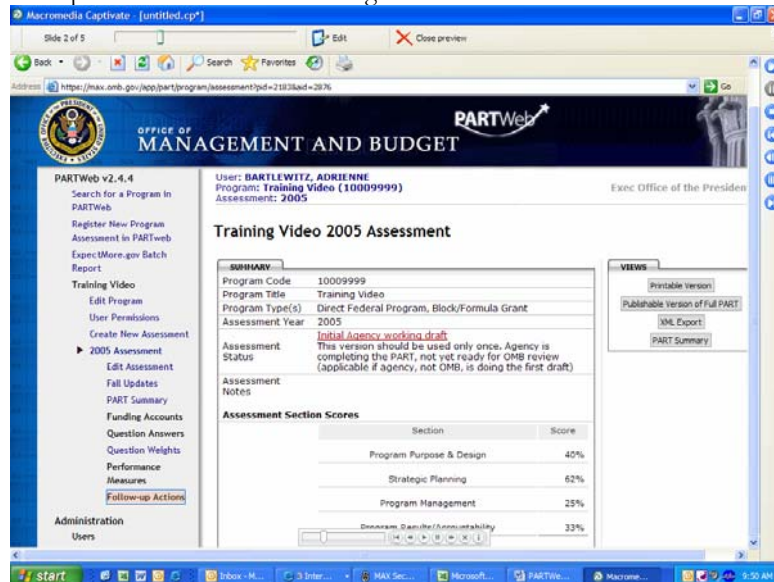 Macromedia Captivate - [untitled.cp*]
Slide 2 of 5 Edit Close preview
Back Search Favorites
Address https://max.omb.gov/app/part/program/assessment?pid=2183&aid=2876 Go
OFFICE OF
MANAGEMENT AND BUDGET
PARTWeb
PARTWeb v2.4.4
Search for a Program in
PARTWeb
Register New Program
Assessment in PARTweb
ExpectMore.gov Batch
Report
Training Video
Edit Program
User Permissions
Create New Assessment
2005 Assessment
Edit Assessment
Fall Updates
PART Summary
Funding Accounts
Question Answers
Question Weights
Performance
Measures
Follow-up Actions
Administration
Users
User: BARTLEWITZ, ADRIENNE
Program: Training Video (10009999)
Assessment: 2005
Exec Office of the Presiden
Training Video 2005 Assessment
SUMMARY
Program Code 10009999
Program Title Training Video
Program Type(s) Direct Federal Program, Block/Formula Grant
Assessment Year 2005
Assessment Status Initial Agency working draft
This version should be used only once. Agency is
completing the PART, not yet ready for OMB review
(applicable if agency, not OMB, is doing the first draft)
Assessment
Notes
Assessment Section Scores
Section Score
Program Purpose & Design 40%
Strategic Planning 62%
Program Management 25%
Program Results/Accountability 33%
VIEWS
Printable Version
Publishable Version of Full PART
XML Export
PART Summary
start Inbox - M... 3 Inter... MAX Sec... Microsoft... PARTWe... Macrome... 9:50 AM